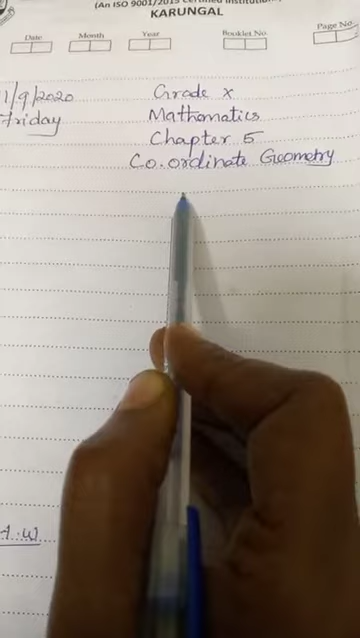 (An ISO 9001/2015 Certified Institution)
KARUNGAL
Date
Month
Year
Booklet No.
Page No.
1/9/2020
Friday
Grade X
Mathematics
Chapter 5
Co.ordinate Geometry